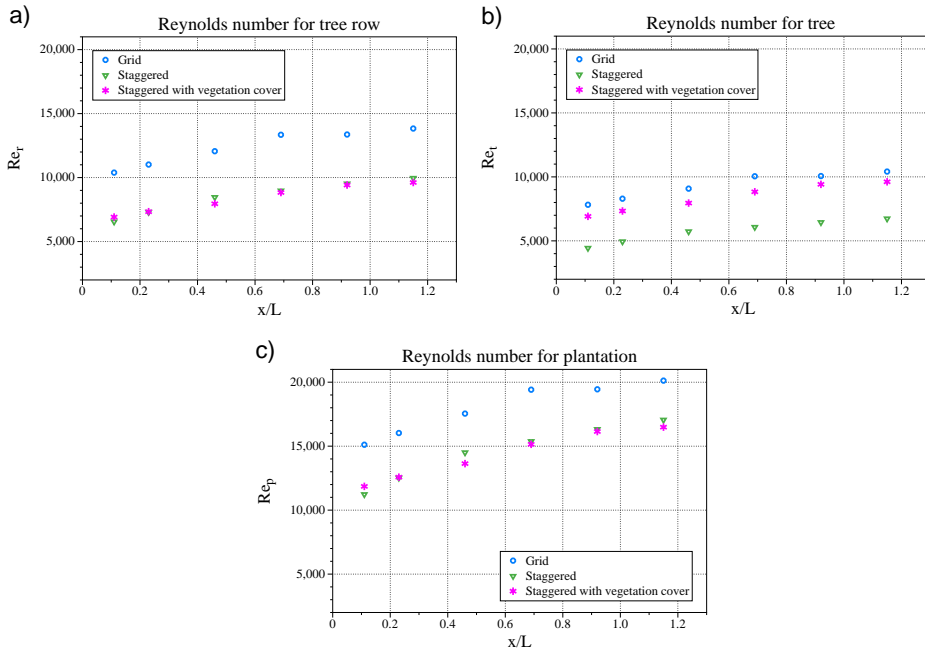 a)
Reynolds number for tree row
20,000
15,000
10,000
5,000
Re_r
Grid
Staggered
Staggered with vegetation cover
0
0.2
0.4
0.6
0.8
1.0
1.2
x/L
b)
Reynolds number for tree
20,000
15,000
10,000
5,000
Re_t
Grid
Staggered
Staggered with vegetation cover
0
0.2
0.4
0.6
0.8
1.0
1.2
x/L
c)
Reynolds number for plantation
20,000
15,000
10,000
5,000
Re_p
Grid
Staggered
Staggered with vegetation cover
0
0.2
0.4
0.6
0.8
1.0
1.2
x/L